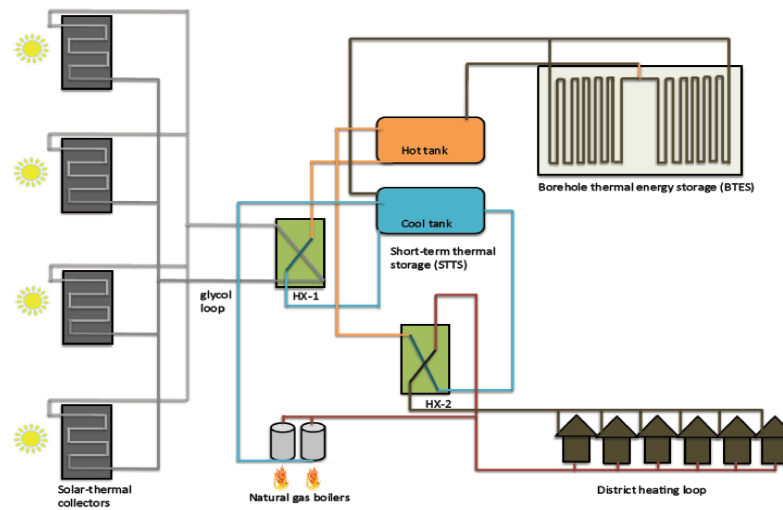 Hot tank
Borehole thermal energy storage (BTES)
Cool tank
Short-term thermal
storage (STTS)
glycol
loop
HX-1
HX-2
Solar-thermal
collectors
Natural gas boilers
District heating loop